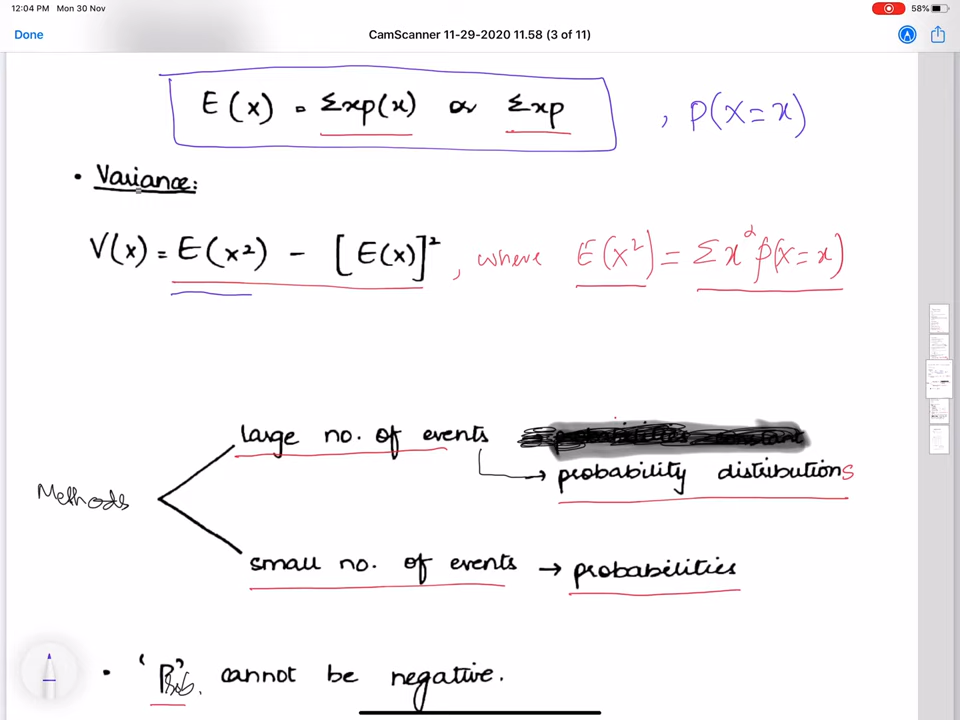 12:04 PM Mon 30 Nov 58%
Done CamScanner 11-29-2020 11.58 (3 of 11)
E(x) = Σxp(x) or Σxp , P(X=x)
• Variance:
V(x) = E(x²) - [E(x)]² , where E(x²) = Σx²p(X=x)
large no. of events
→ probability distributions
Methods
small no. of events → probabilities
• "Prob." cannot be negative.